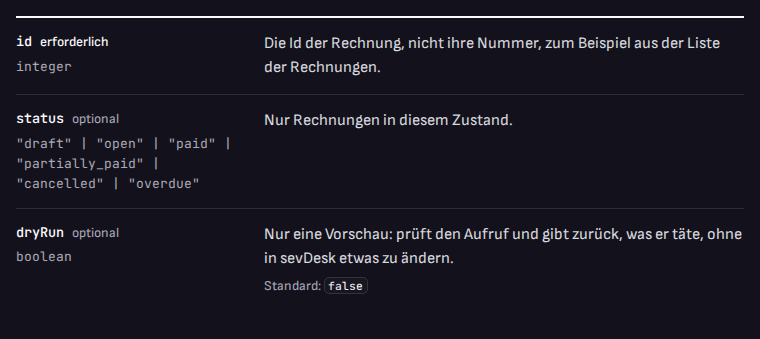 id erforderlich
integer
Die Id der Rechnung, nicht ihre Nummer, zum Beispiel aus der Liste
der Rechnungen.
status optional
"draft" | "open" | "paid" |
"partially_paid" |
"cancelled" | "overdue"
Nur Rechnungen in diesem Zustand.
dryRun optional
boolean
Nur eine Vorschau: prüft den Aufruf und gibt zurück, was er täte, ohne
in sevDesk etwas zu ändern.
Standard: false